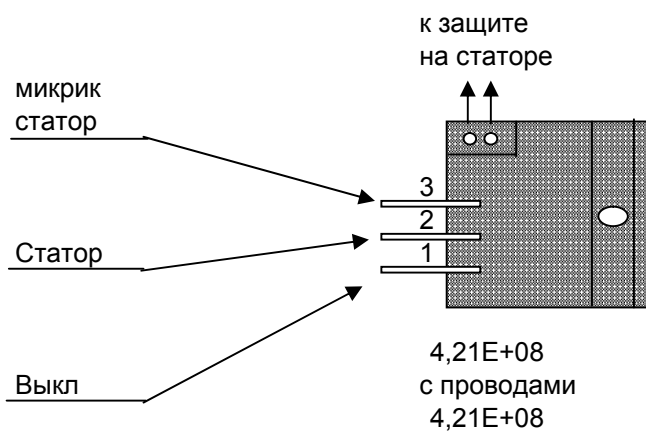 к защите
на статоре
микрик
статор
3
2
1
Статор
Выкл
4,21E+08
с проводами
4,21E+08